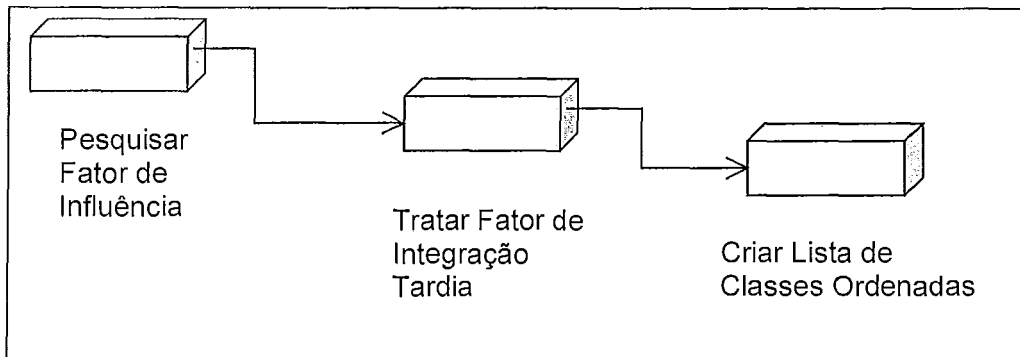 Pesquisar
Fator de
Influência
Tratar Fator de
Integração
Tardia
Criar Lista de
Classes Ordenadas